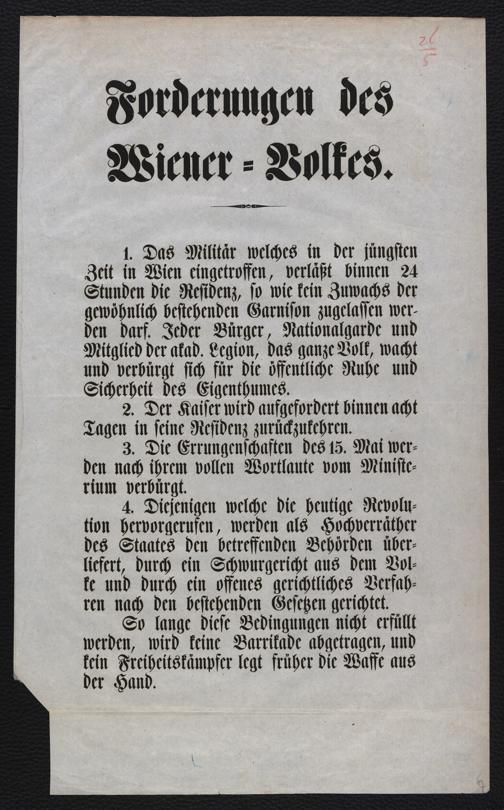 26
5
Forderungen des
Wiener=Volkes.
1. Das Militär welches in der jüngsten
Zeit in Wien eingetroffen, verläßt binnen 24
Stunden die Residenz, so wie kein Zuwachs der
gewöhnlich bestehenden Garnison zugelassen wer=
den darf. Jeder Bürger, Nationalgarde und
Mitglied der akad. Legion, das ganze Volk, wacht
und verbürgt sich für die öffentliche Ruhe und
Sicherheit des Eigenthumes.
2. Der Kaiser wird aufgefordert binnen acht
Tagen in seine Residenz zurückzukehren.
3. Die Errungenschaften des 15. Mai wer=
den nach ihrem vollen Wortlaute vom Ministe=
rium verbürgt.
4. Diejenigen welche die heutige Revolu=
tion hervorgerufen, werden als Hochverräther
des Staates den betreffenden Behörden über=
liefert, durch ein Schwurgericht aus dem Vol=
ke und durch ein offenes gerichtliches Verfah=
ren nach den bestehenden Gesetzen gerichtet.
So lange diese Bedingungen nicht erfüllt
werden, wird keine Barrikade abgetragen, und
kein Freiheitskämpfer legt früher die Waffe aus
der Hand.